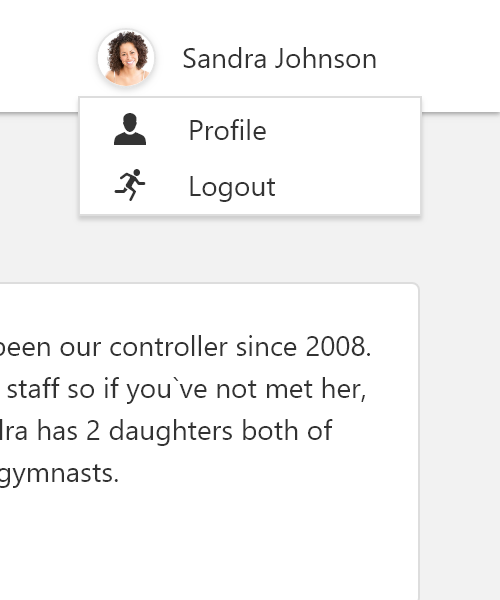 Sandra Johnson
Profile
Logout
been our controller since 2008.
staff so if you`ve not met her,
has 2 daughters both of
gymnasts.